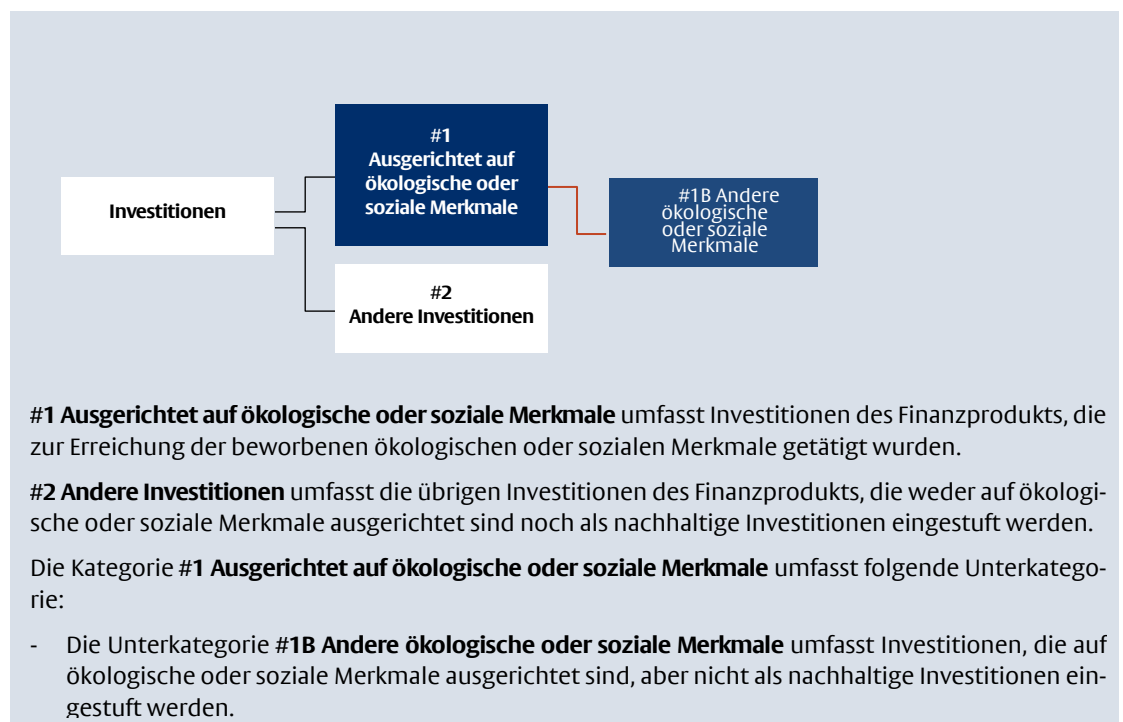 #1
Ausgerichtet auf
ökologische oder
soziale Merkmale
Investitionen
#1B Andere
ökologische
oder soziale
Merkmale
#2
Andere Investitionen
#1 Ausgerichtet auf ökologische oder soziale Merkmale umfasst Investitionen des Finanzprodukts, die
zur Erreichung der beworbenen ökologischen oder sozialen Merkmale getätigt wurden.
#2 Andere Investitionen umfasst die übrigen Investitionen des Finanzprodukts, die weder auf ökologi-
sche oder soziale Merkmale ausgerichtet sind noch als nachhaltige Investitionen eingestuft werden.
Die Kategorie #1 Ausgerichtet auf ökologische oder soziale Merkmale umfasst folgende Unterkatego-
rie:
- Die Unterkategorie #1B Andere ökologische oder soziale Merkmale umfasst Investitionen, die auf
ökologische oder soziale Merkmale ausgerichtet sind, aber nicht als nachhaltige Investitionen ein-
gestuft werden.